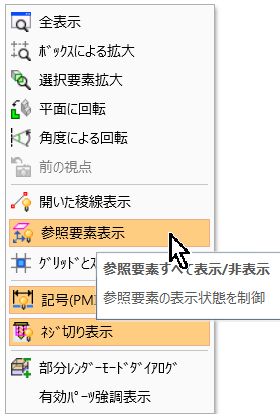 全表示
ﾎﾞｯｸｽによる拡大
選択要素拡大
平面に回転
角度による回転
前の視点
開いた稜線表示
参照要素表示
ｸﾞﾘｯﾄﾞとｽ
参照要素すべて表示/非表示
記号(PM
参照要素の表示状態を制御
ﾈｼﾞ切り表示
部分ﾚﾝﾀﾞｰﾓｰﾄﾞﾀﾞｲｱﾛｸﾞ
有効ﾊﾟｰﾂ強調表示